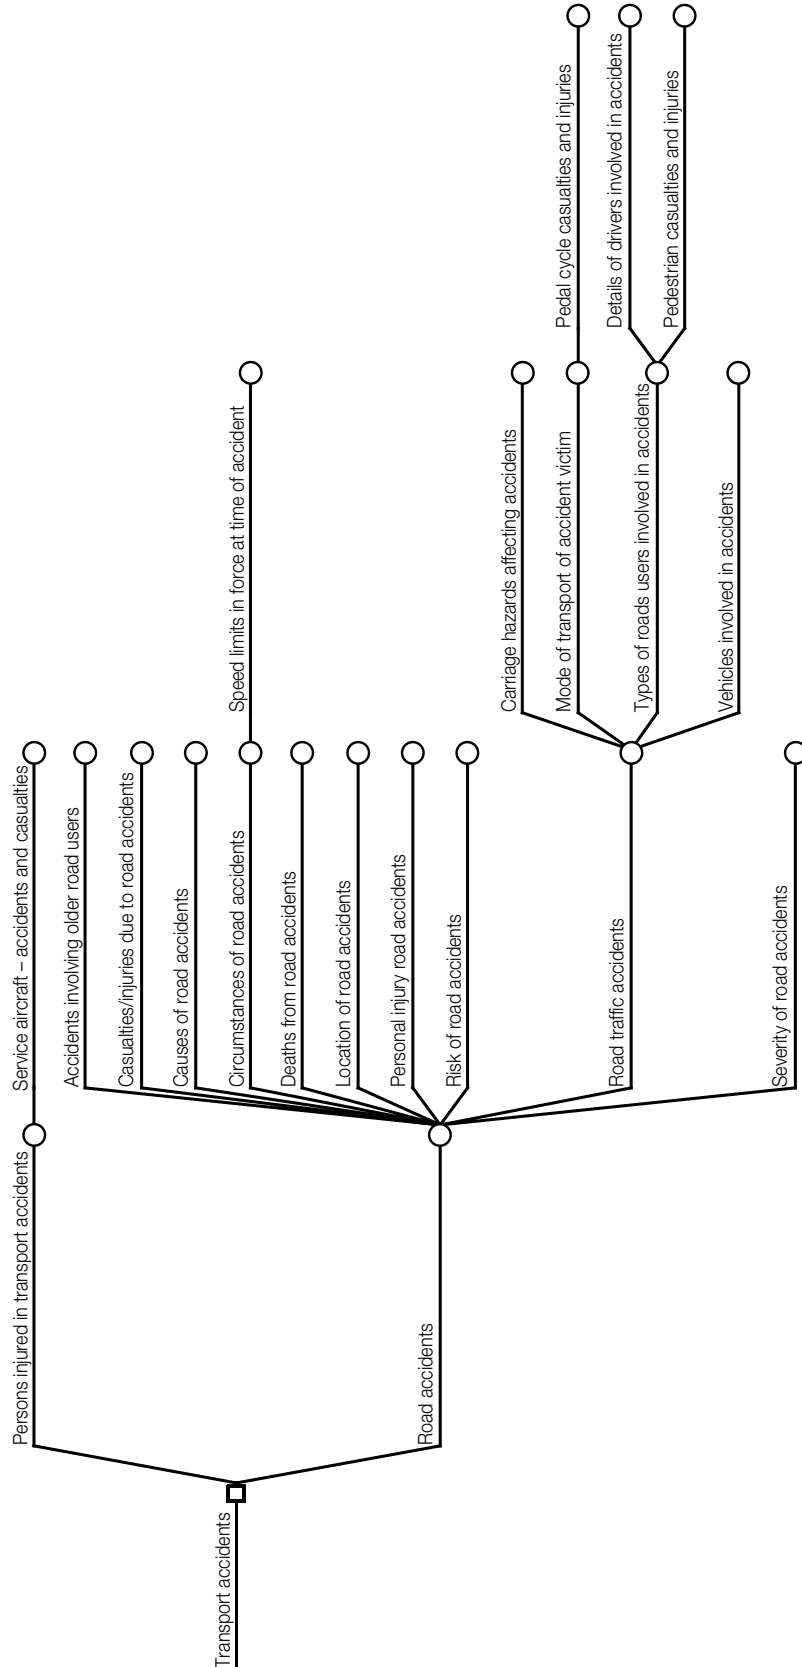 Transport accidents
Persons injured in transport accidents
Road accidents
Service aircraft – accidents and casualties
Accidents involving older road users
Casualties/injuries due to road accidents
Causes of road accidents
Circumstances of road accidents
Deaths from road accidents
Location of road accidents
Personal injury road accidents
Risk of road accidents
Road traffic accidents
Severity of road accidents
Speed limits in force at time of accident
Carriage hazards affecting accidents
Mode of transport of accident victim
Types of roads users involved in accidents
Vehicles involved in accidents
Pedal cycle casualties and injuries
Details of drivers involved in accidents
Pedestrian casualties and injuries